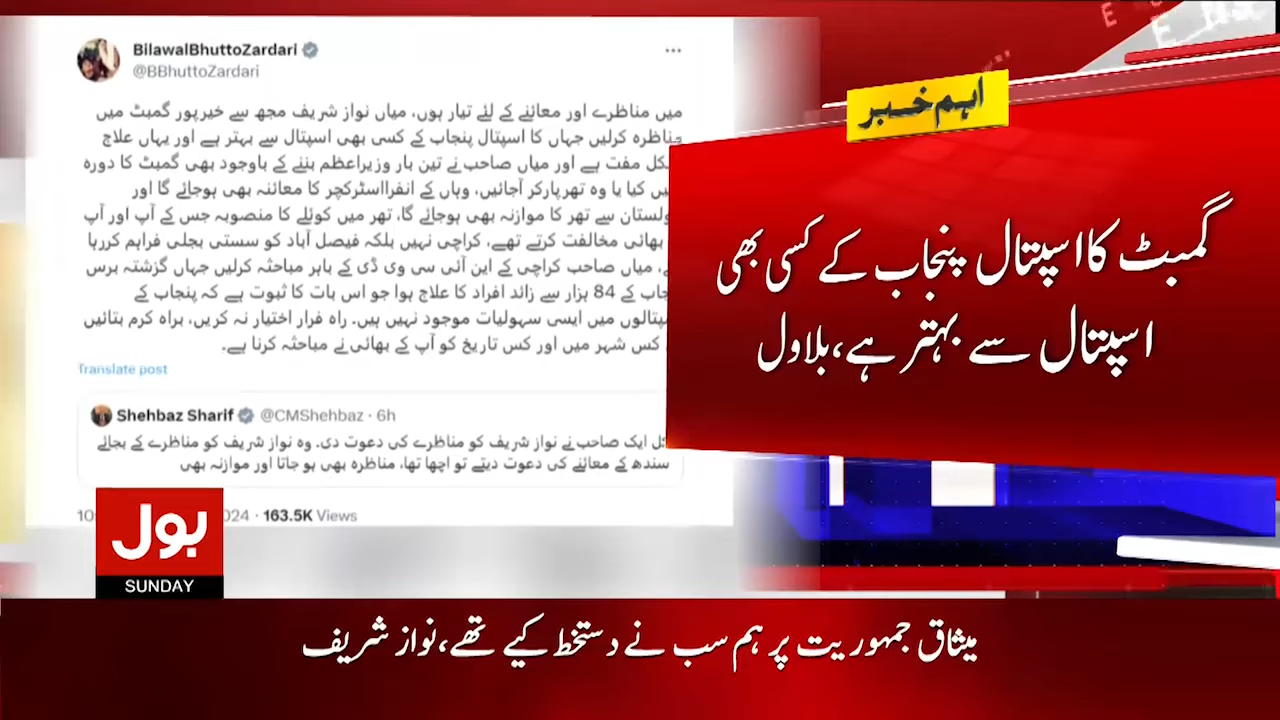 BilawalBhuttoZardari
@BBhuttoZardari
میں مناظرے اور معائنے کے لئے تیار ہوں، میاں نواز شریف مجھ سے خیرپور گمبٹ میں
مناظرہ کرلیں جہاں کا اسپتال پنجاب کے کسی بھی اسپتال سے بہتر ہے اور یہاں علاج
مفت ہے اور میاں صاحب نے تین بار وزیراعظم بننے کے باوجود بھی گمبٹ کا دورہ
کیا یا وہ تھرپارکر آجائیں، وہاں کے انفرااسٹرکچر کا معائنہ بھی ہوجائے گا اور
سے تھر کا موازنہ بھی ہوجائے گا، تھر میں کوئلے کا منصوبہ جس کے آپ اور آپ
بھائی مخالفت کرتے تھے، کراچی نہیں بلکہ فیصل آباد کو سستی بجلی فراہم کررہا
میاں صاحب کراچی کے این آئی سی وی ڈی کے باہر مباحثہ کرلیں جہاں گزشتہ برس
کے 84 ہزار سے زائد افراد کا علاج ہوا جو اس بات کا ثبوت ہے کہ پنجاب کے
میں ایسی سہولیات موجود نہیں ہیں۔ راہ فرار اختیار نہ کریں، براہ کرم بتائیں
کس شہر میں اور کس تاریخ کو آپ کے بھائی نے مباحثہ کرنا ہے۔
Translate post
Shehbaz Sharif @CMShehbaz · 6h
ایک صاحب نے نواز شریف کو مناظرے کی دعوت دی۔ وہ نواز شریف کو مناظرے کے بجائے
سندھ کے معائنے کی دعوت دیتے تو اچھا تھا، مناظرہ بھی ہو جاتا اور موازنہ بھی
163.5K Views
اہم خبر
گمبٹ کا اسپتال پنجاب کے کسی بھی
اسپتال سے بہتر ہے، بلاول
بول
SUNDAY
میثاق جمہوریت پر ہم سب نے دستخط کیے تھے، نواز شریف